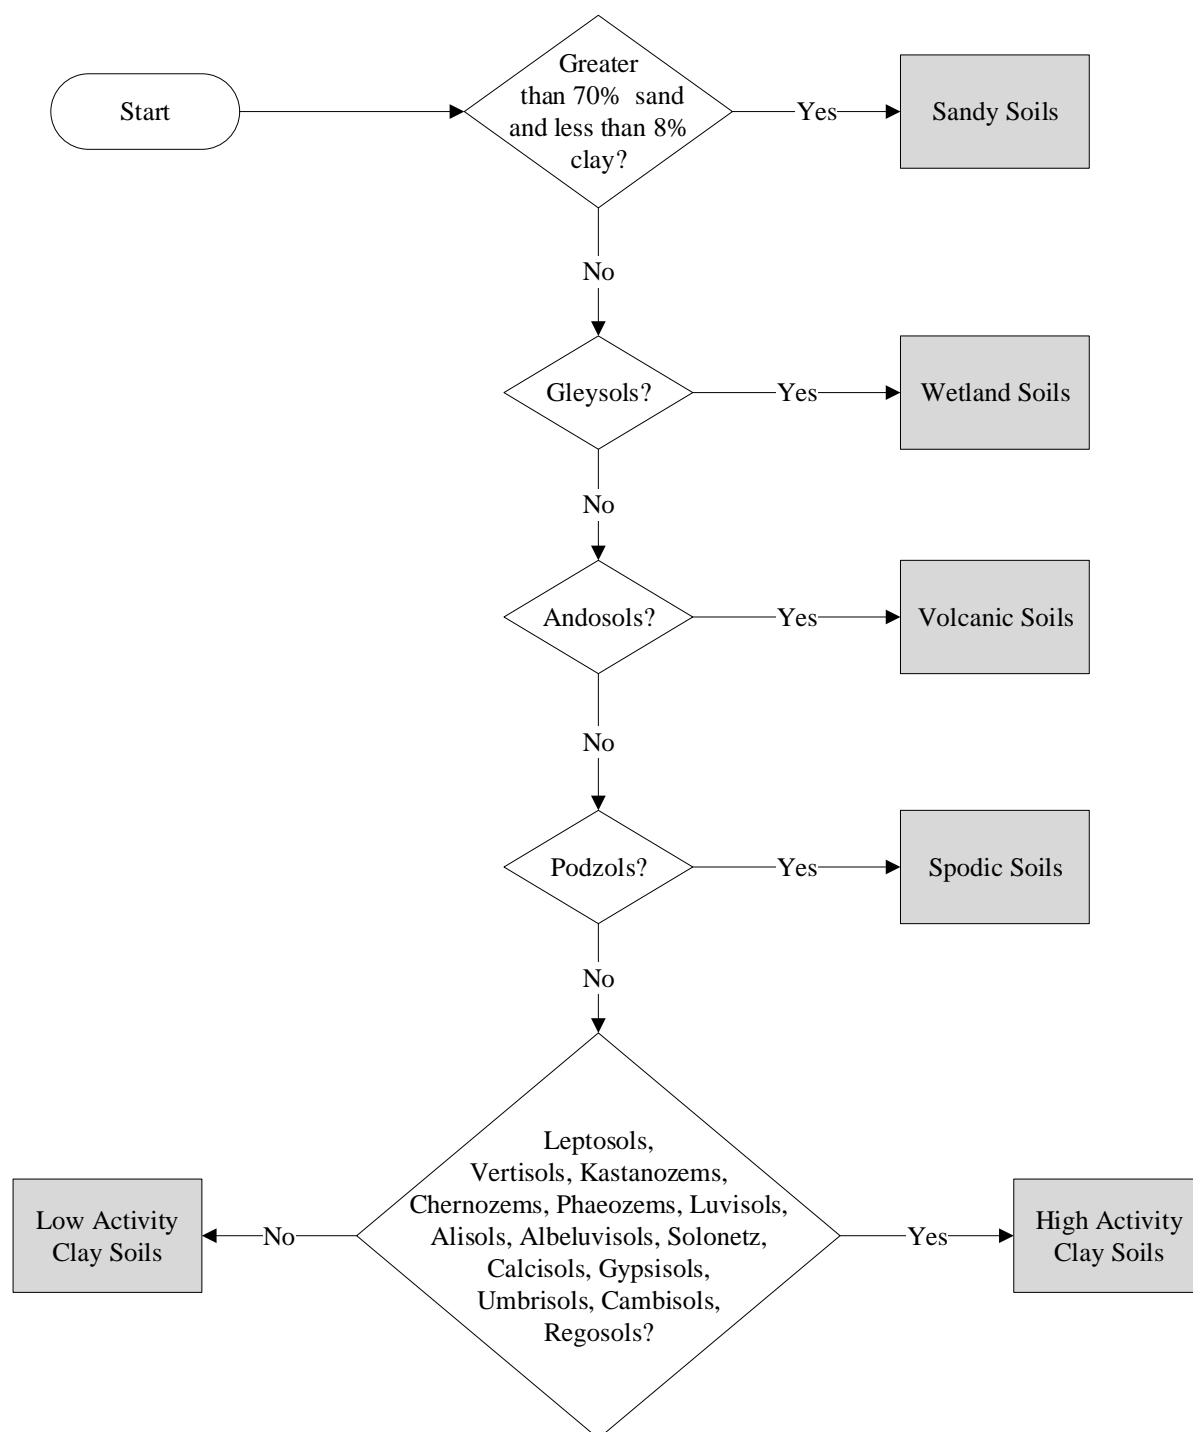 Start
Greater
than 70% sand
and less than 8%
clay?
Yes
Sandy Soils
No
Gleysols?
Yes
Wetland Soils
No
Andosols?
Yes
Volcanic Soils
No
Podzols?
Yes
Spodic Soils
No
Leptosols,
Vertisols, Kastanozems,
Chernozems, Phaeozems, Luvisols,
Alisols, Albeluvisols, Solonetz,
Calcisols, Gypsisols,
Umbrisols, Cambisols,
Regosols?
No
Low Activity
Clay Soils
Yes
High Activity
Clay Soils